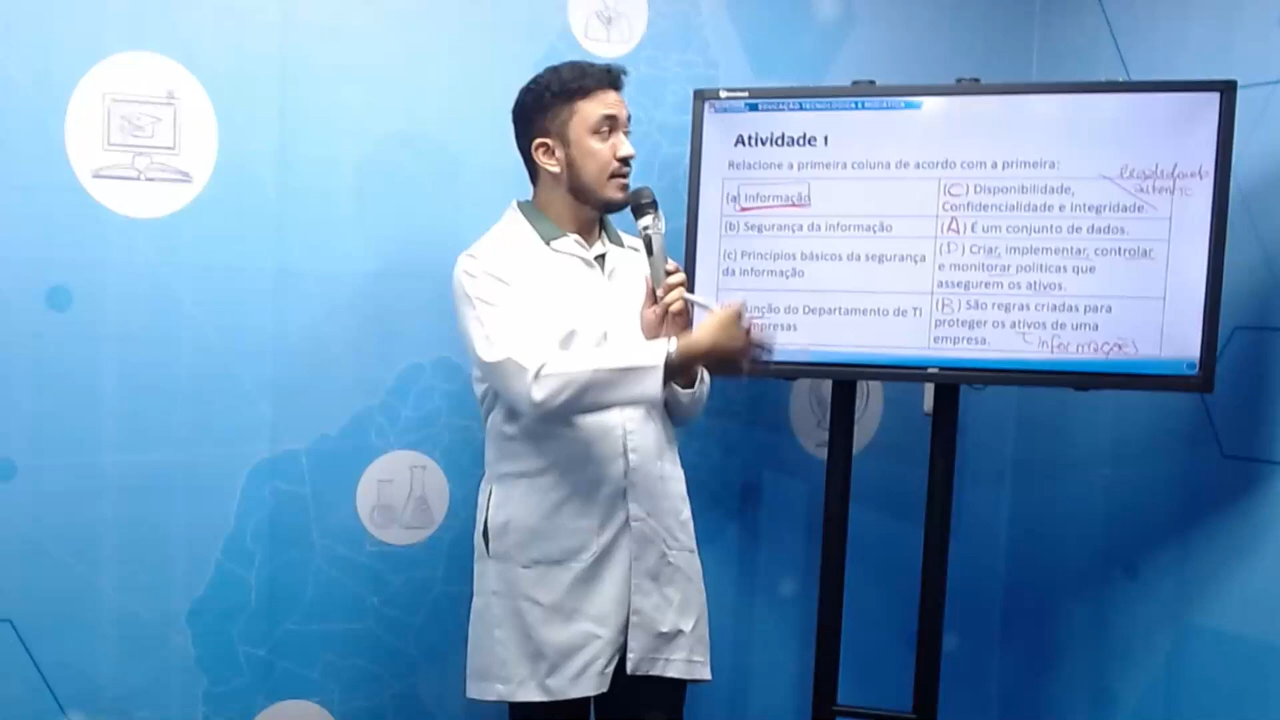 EDUCAÇÃO TECNOLÓGICA E MIDIÁTICA
Atividade 1
Relacione a primeira coluna de acordo com a primeira:
(a) Informação
(C) Disponibilidade,
Confidencialidade e Integridade.
autentic
(b) Segurança da informação
(A) É um conjunto de dados.
(c) Princípios básicos da segurança
da informação
(D) Criar, implementar, controlar
e monitorar políticas que
assegurem os ativos.
unção do Departamento de TI
mpresas
(B) São regras criadas para
proteger os ativos de uma
empresa.
Informações